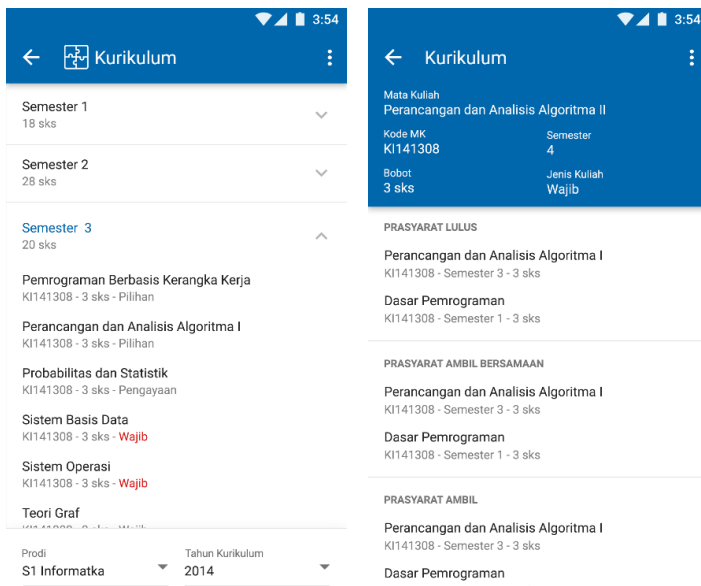 3:54
Kurikulum
Semester 1
18 sks
Semester 2
28 sks
Semester 3
20 sks
Pemrograman Berbasis Kerangka Kerja
KI141308 - 3 sks - Pilihan
Perancangan dan Analisis Algoritma I
KI141308 - 3 sks - Pilihan
Probabilitas dan Statistik
KI141308 - 3 sks - Pengayaan
Sistem Basis Data
KI141308 - 3 sks - Wajib
Sistem Operasi
KI141308 - 3 sks - Wajib
Teori Graf
Prodi
S1 Informatka
Tahun Kurikulum
2014
3:54
Kurikulum
Mata Kuliah
Perancangan dan Analisis Algoritma II
Kode MK
KI141308
Semester
4
Bobot
3 sks
Jenis Kuliah
Wajib
PRASYARAT LULUS
Perancangan dan Analisis Algoritma I
KI141308 - Semester 3 - 3 sks
Dasar Pemrograman
KI141308 - Semester 1 - 3 sks
PRASYARAT AMBIL BERSAMAAN
Perancangan dan Analisis Algoritma I
KI141308 - Semester 3 - 3 sks
Dasar Pemrograman
KI141308 - Semester 1 - 3 sks
PRASYARAT AMBIL
Perancangan dan Analisis Algoritma I
KI141308 - Semester 3 - 3 sks
Dasar Pemrograman